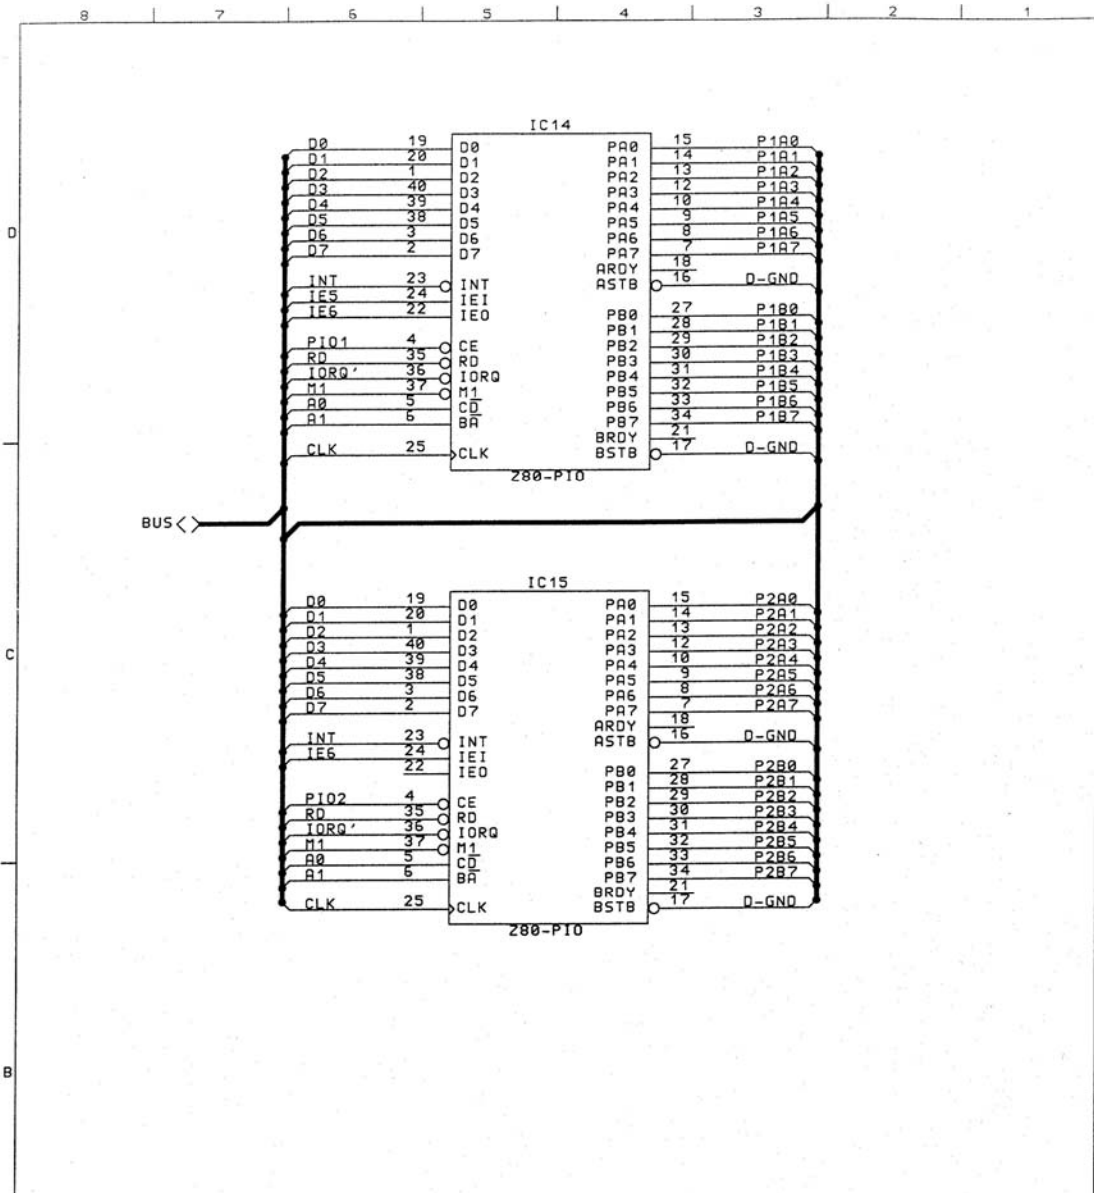 8 7 6 5 4 3 2 1
D
C
B
IC14
D0 19 D0 PA0 15 P1A0
D1 20 D1 PA1 14 P1A1
D2 1 D2 PA2 13 P1A2
D3 40 D3 PA3 12 P1A3
D4 39 D4 PA4 10 P1A4
D5 38 D5 PA5 9 P1A5
D6 3 D6 PA6 8 P1A6
D7 2 D7 PA7 7 P1A7
ARDY 18
INT 23 INT ASTB 16 D-GND
IE5 24 IEI
IE6 22 IEO PB0 27 P1B0
PB1 28 P1B1
PIO1 4 CE PB2 29 P1B2
RD 35 RD PB3 30 P1B3
IORQ' 36 IORQ PB4 31 P1B4
M1 37 M1 PB5 32 P1B5
A0 5 CD̅ PB6 33 P1B6
A1 6 BA̅ PB7 34 P1B7
BRDY 21
CLK 25 CLK BSTB 17 D-GND
Z80-PIO
BUS
IC15
D0 19 D0 PA0 15 P2A0
D1 20 D1 PA1 14 P2A1
D2 1 D2 PA2 13 P2A2
D3 40 D3 PA3 12 P2A3
D4 39 D4 PA4 10 P2A4
D5 38 D5 PA5 9 P2A5
D6 3 D6 PA6 8 P2A6
D7 2 D7 PA7 7 P2A7
ARDY 18
INT 23 INT ASTB 16 D-GND
IE6 24 IEI
22 IEO PB0 27 P2B0
PB1 28 P2B1
PIO2 4 CE PB2 29 P2B2
RD 35 RD PB3 30 P2B3
IORQ' 36 IORQ PB4 31 P2B4
M1 37 M1 PB5 32 P2B5
A0 5 CD̅ PB6 33 P2B6
A1 6 BA̅ PB7 34 P2B7
BRDY 21
CLK 25 CLK BSTB 17 D-GND
Z80-PIO